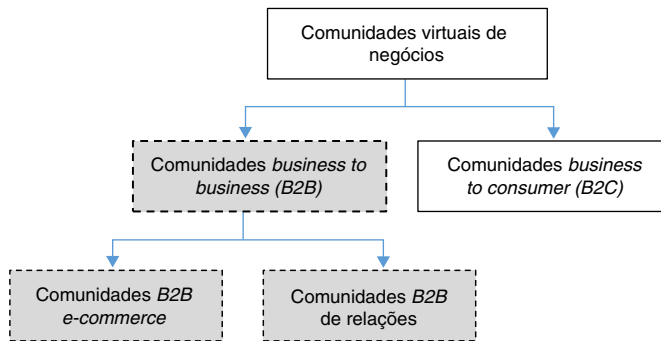 Comunidades virtuais de
negócios
Comunidades business to
business (B2B)
Comunidades business
to consumer (B2C)
Comunidades B2B
e-commerce
Comunidades B2B
de relações